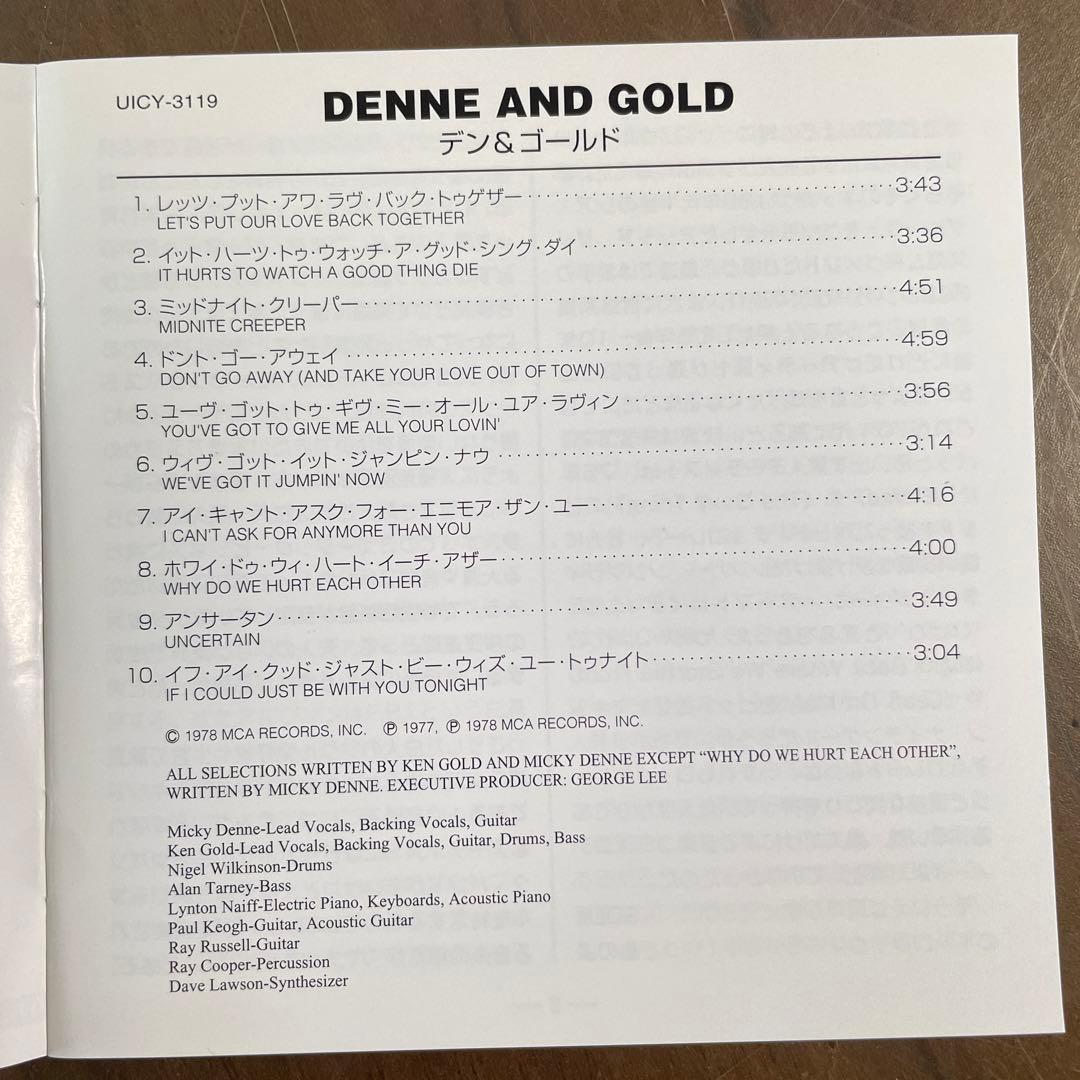 UICY-3119
DENNE AND GOLD
デン&ゴールド
1. レッツ・プット・アワ・ラヴ・バック・トゥゲザー 3:43
LET'S PUT OUR LOVE BACK TOGETHER
2. イット・ハーツ・トゥ・ウォッチ・ア・グッド・シング・ダイ 3:36
IT HURTS TO WATCH A GOOD THING DIE
3. ミッドナイト・クリーパー 4:51
MIDNITE CREEPER
4. ドント・ゴー・アウェイ 4:59
DON'T GO AWAY (AND TAKE YOUR LOVE OUT OF TOWN)
5. ユーヴ・ゴット・トゥ・ギヴ・ミー・オール・ユア・ラヴィン 3:56
YOU'VE GOT TO GIVE ME ALL YOUR LOVIN'
6. ウィヴ・ゴット・イット・ジャンピン・ナウ 3:14
WE'VE GOT IT JUMPIN' NOW
7. アイ・キャント・アスク・フォー・エニモア・ザン・ユー 4:16
I CAN'T ASK FOR ANYMORE THAN YOU
8. ホワイ・ドゥ・ウィ・ハート・イーチ・アザー 4:00
WHY DO WE HURT EACH OTHER
9. アンサータン 3:49
UNCERTAIN
10. イフ・アイ・クッド・ジャスト・ビー・ウィズ・ユー・トゥナイト 3:04
IF I COULD JUST BE WITH YOU TONIGHT
© 1978 MCA RECORDS, INC. ℗ 1977, ℗ 1978 MCA RECORDS, INC.
ALL SELECTIONS WRITTEN BY KEN GOLD AND MICKY DENNE EXCEPT “WHY DO WE HURT EACH OTHER”,
WRITTEN BY MICKY DENNE. EXECUTIVE PRODUCER: GEORGE LEE
Micky Denne-Lead Vocals, Backing Vocals, Guitar
Ken Gold-Lead Vocals, Backing Vocals, Guitar, Drums, Bass
Nigel Wilkinson-Drums
Alan Tarney-Bass
Lynton Naiff-Electric Piano, Keyboards, Acoustic Piano
Paul Keogh-Guitar, Acoustic Guitar
Ray Russell-Guitar
Ray Cooper-Percussion
Dave Lawson-Synthesizer